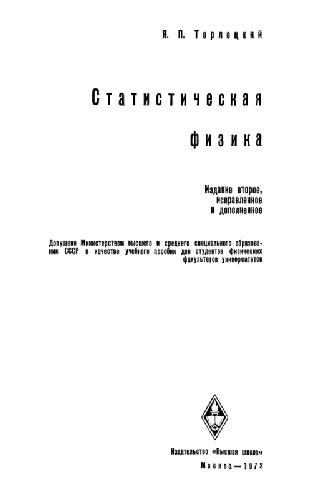 Я. П. Терлецкий
Статистическая
физика
Издание второе,
исправленное
и дополненное
Допущено Министерством высшего и среднего специального образова-
ния СССР в качестве учебного пособия для студентов физических
факультетов университетов
Издательство «Высшая школа»
Москва—1973